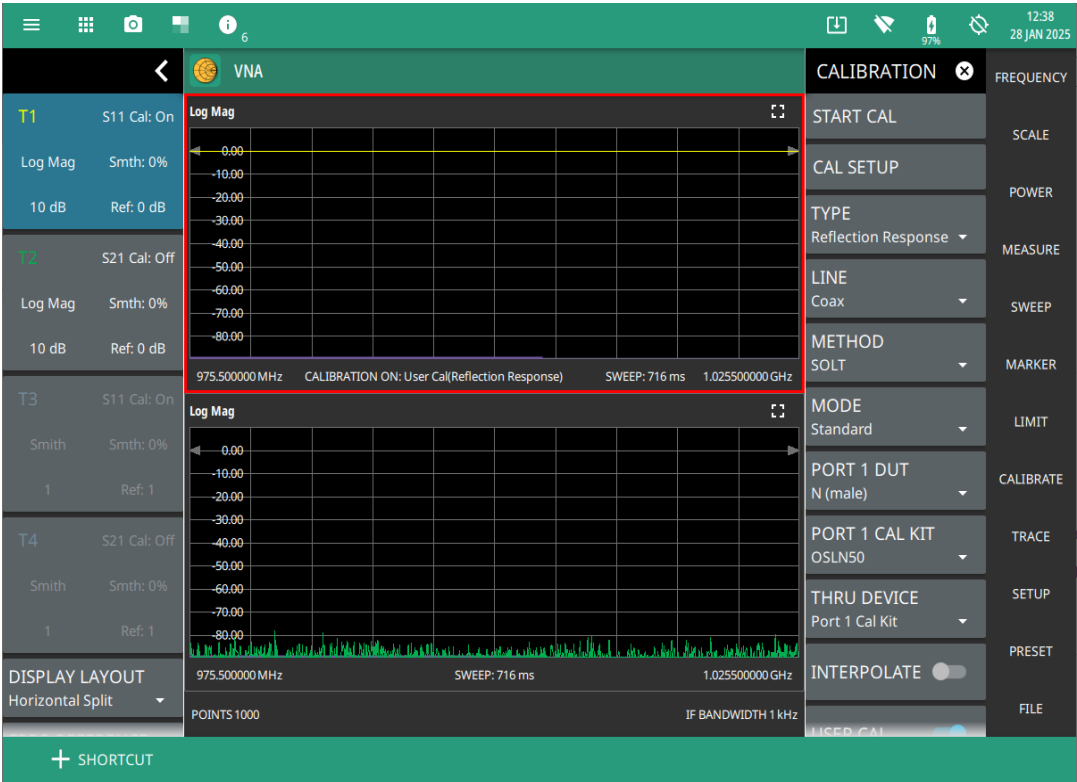 6
97%
12:38
28 JAN 2025
VNA
CALIBRATION
T1 S11 Cal: On
Log Mag Smth: 0%
10 dB Ref: 0 dB
T2 S21 Cal: Off
Log Mag Smth: 0%
10 dB Ref: 0 dB
T3 S11 Cal: On
Smith Smth: 0%
1 Ref: 1
T4 S21 Cal: Off
Smith Smth: 0%
1 Ref: 1
DISPLAY LAYOUT
Horizontal Split
Log Mag
0.00
-10.00
-20.00
-30.00
-40.00
-50.00
-60.00
-70.00
-80.00
975.500000 MHz CALIBRATION ON: User Cal(Reflection Response) SWEEP: 716 ms 1.025500000 GHz
Log Mag
0.00
-10.00
-20.00
-30.00
-40.00
-50.00
-60.00
-70.00
-80.00
975.500000 MHz SWEEP: 716 ms 1.025500000 GHz
POINTS 1000 IF BANDWIDTH 1 kHz
START CAL
CAL SETUP
TYPE
Reflection Response
LINE
Coax
METHOD
SOLT
MODE
Standard
PORT 1 DUT
N (male)
PORT 1 CAL KIT
OSLN50
THRU DEVICE
Port 1 Cal Kit
INTERPOLATE
USER CAL
FREQUENCY
SCALE
POWER
MEASURE
SWEEP
MARKER
LIMIT
CALIBRATE
TRACE
SETUP
PRESET
FILE
SHORTCUT